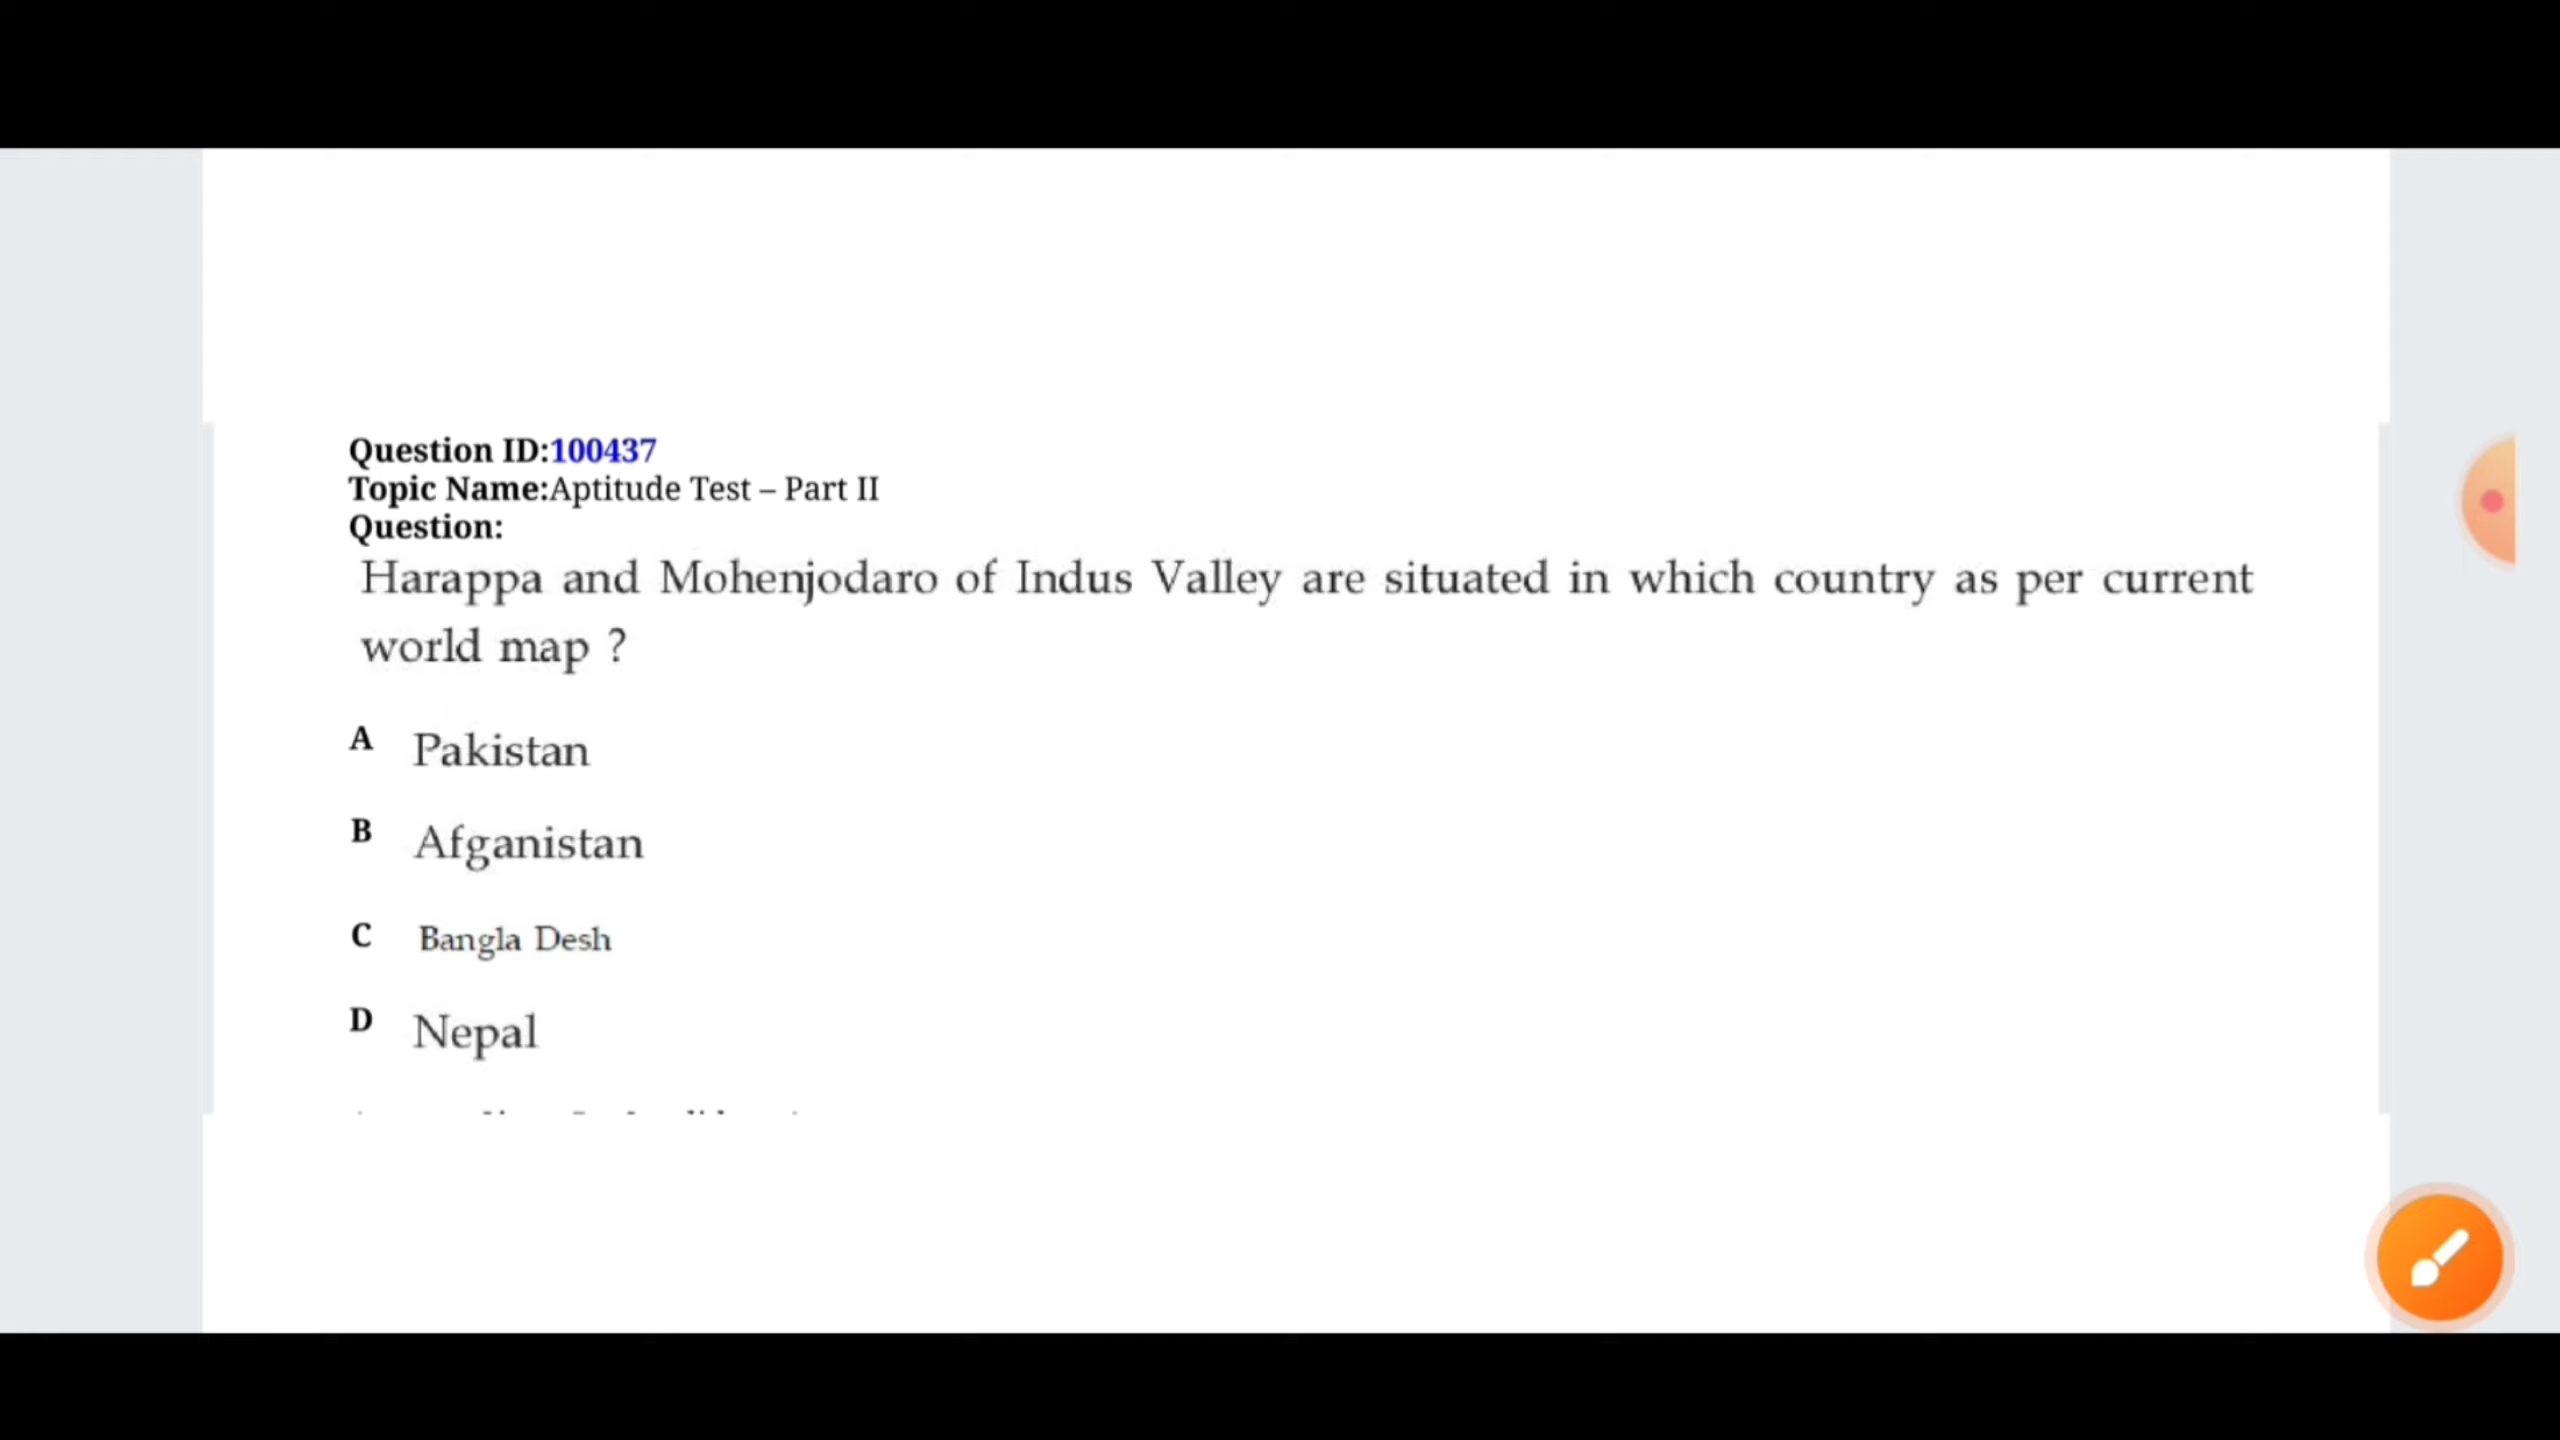 Question ID:100437
Topic Name:Aptitude Test – Part II
Question:
Harappa and Mohenjodaro of Indus Valley are situated in which country as per current
world map ?
A Pakistan
B Afganistan
C Bangla Desh
D Nepal